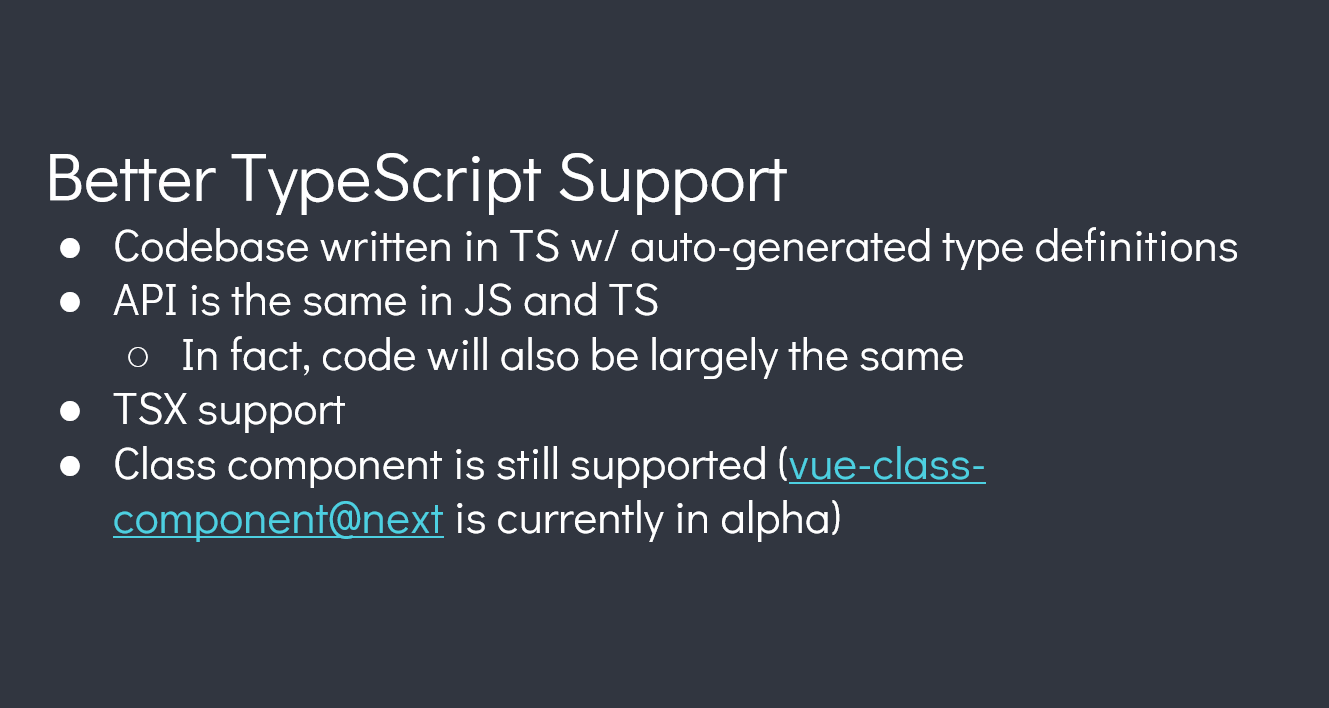 Better TypeScript Support
● Codebase written in TS w/ auto-generated type definitions
● API is the same in JS and TS
○ In fact, code will also be largely the same
● TSX support
● Class component is still supported (vue-class-
component@next is currently in alpha)